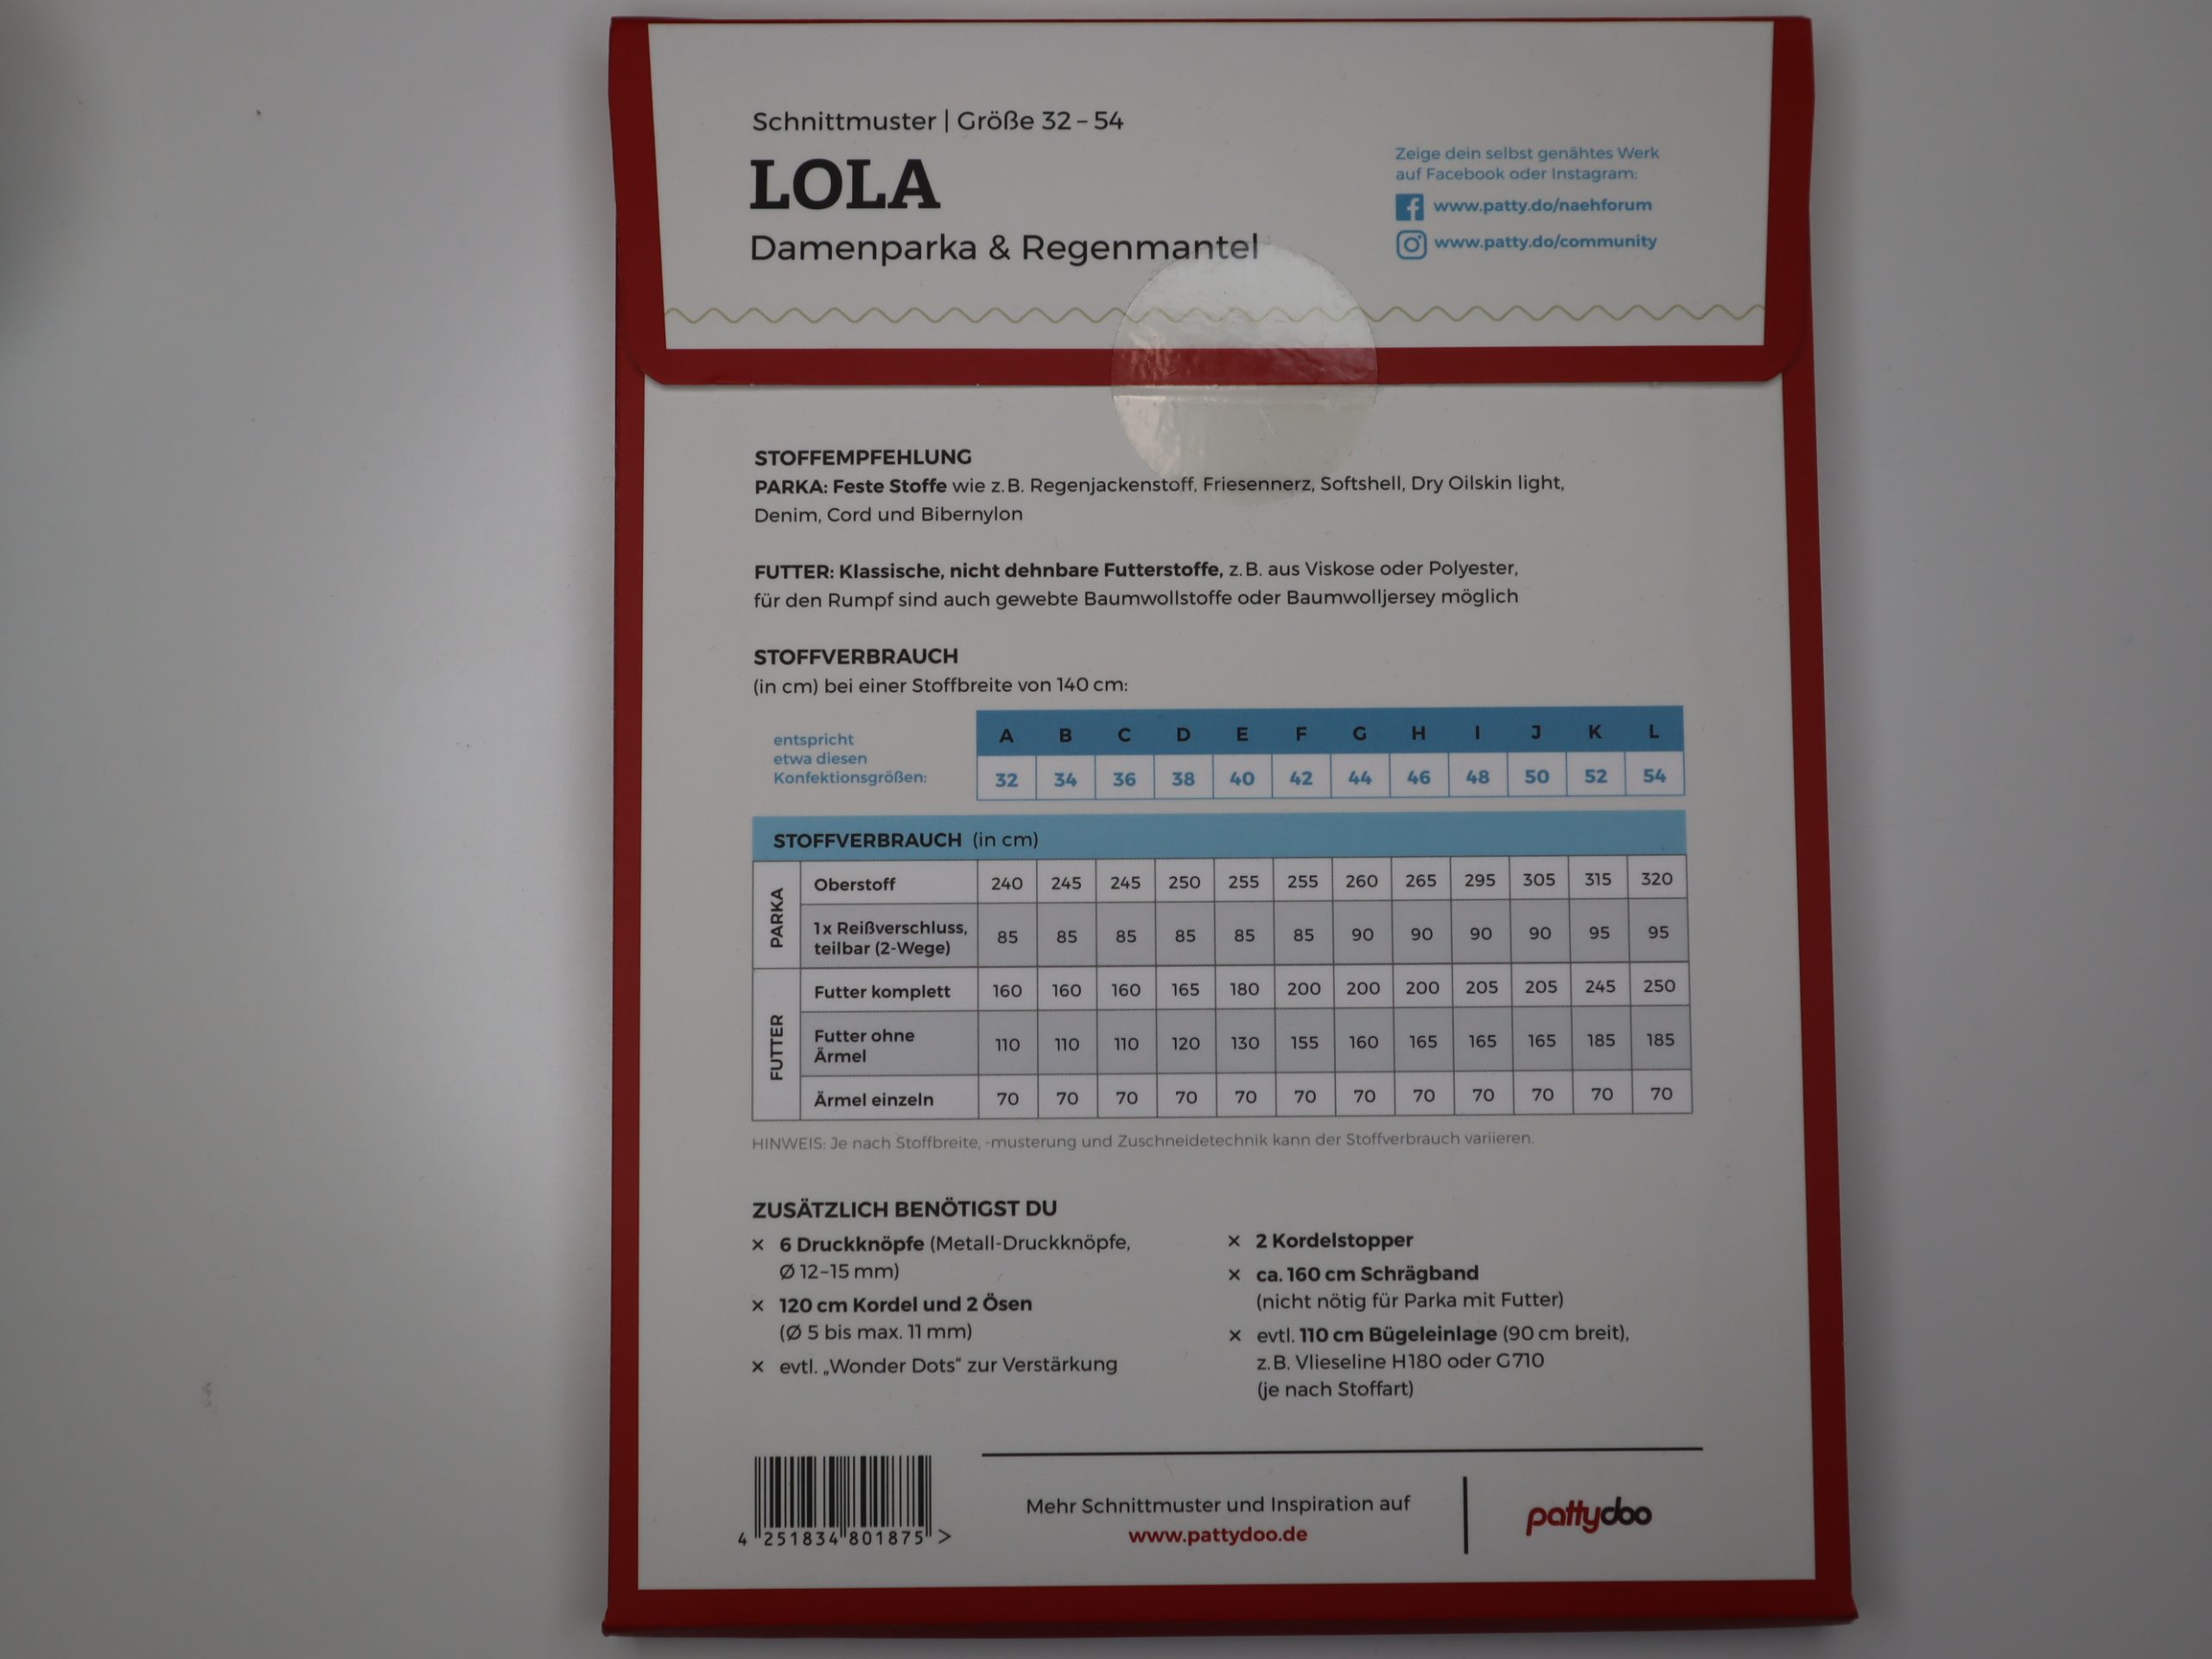 Schnittmuster | Größe 32 – 54
LOLA
Damenparka & Regenmantel
Zeige dein selbst genähtes Werk
auf Facebook oder Instagram:
www.patty.do/naehforum
www.patty.do/community
STOFFEMPFEHLUNG
PARKA: Feste Stoffe wie z. B. Regenjackenstoff, Friesennerz, Softshell, Dry Oilskin light,
Denim, Cord und Bibernylon
FUTTER: Klassische, nicht dehnbare Futterstoffe, z. B. aus Viskose oder Polyester,
für den Rumpf sind auch gewebte Baumwollstoffe oder Baumwolljersey möglich
STOFFVERBRAUCH
(in cm) bei einer Stoffbreite von 140 cm:
A B C D E F G H I J K L
entspricht
etwa diesen
Konfektionsgrößen:
32 34 36 38 40 42 44 46 48 50 52 54
STOFFVERBRAUCH (in cm)
PARKA
Oberstoff 240 245 245 250 255 255 260 265 295 305 315 320
1x Reißverschluss,
teilbar (2-Wege) 85 85 85 85 85 85 90 90 90 90 95 95
FUTTER
Futter komplett 160 160 160 165 180 200 200 200 205 205 245 250
Futter ohne
Ärmel 110 110 110 120 130 155 160 165 165 165 185 185
Ärmel einzeln 70 70 70 70 70 70 70 70 70 70 70 70
HINWEIS: Je nach Stoffbreite, -musterung und Zuschneidetechnik kann der Stoffverbrauch variieren.
ZUSÄTZLICH BENÖTIGST DU
× 6 Druckknöpfe (Metall-Druckknöpfe,
Ø 12–15 mm)
× 120 cm Kordel und 2 Ösen
(Ø 5 bis max. 11 mm)
× evtl. „Wonder Dots“ zur Verstärkung
× 2 Kordelstopper
× ca. 160 cm Schrägband
(nicht nötig für Parka mit Futter)
× evtl. 110 cm Bügeleinlage (90 cm breit),
z. B. Vlieseline H 180 oder G 710
(je nach Stoffart)
4 251834 801875 >
Mehr Schnittmuster und Inspiration auf
www.pattydoo.de
pattydoo